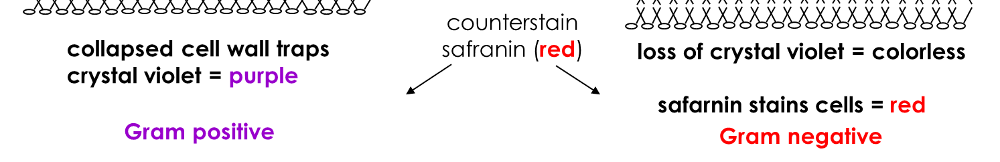 collapsed cell wall traps
crystal violet = purple
Gram positive
counterstain
safranin (red)
loss of crystal violet = colorless
safarnin stains cells = red
Gram negative